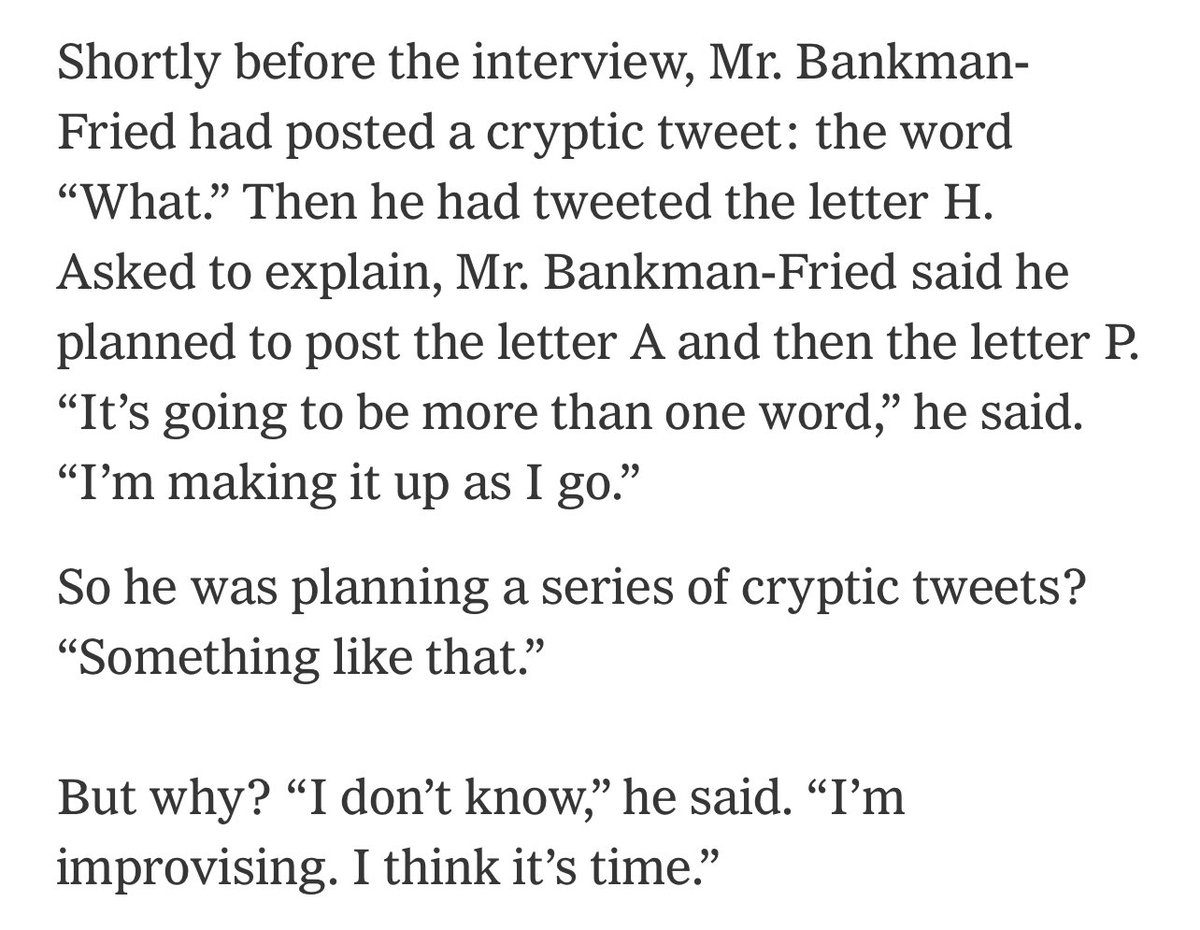 Shortly before the interview, Mr. Bankman-
Fried had posted a cryptic tweet: the word
“What.” Then he had tweeted the letter H.
Asked to explain, Mr. Bankman-Fried said he
planned to post the letter A and then the letter P.
“It’s going to be more than one word,” he said.
“I’m making it up as I go.”
So he was planning a series of cryptic tweets?
“Something like that.”
But why? “I don’t know,” he said. “I’m
improvising. I think it’s time.”